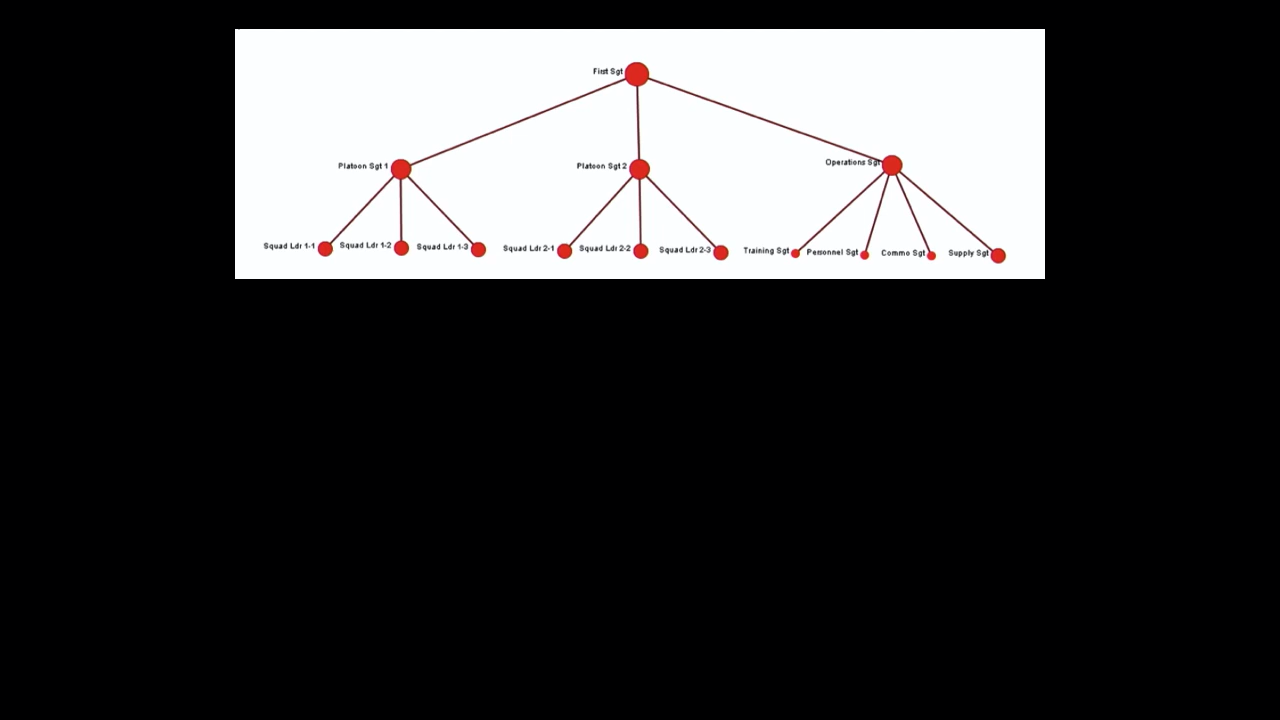 First Sgt
Platoon Sgt 1
Platoon Sgt 2
Operations Sgt
Squad Ldr 1-1
Squad Ldr 1-2
Squad Ldr 1-3
Squad Ldr 2-1
Squad Ldr 2-2
Squad Ldr 2-3
Training Sgt
Personnel Sgt
Commo Sgt
Supply Sgt